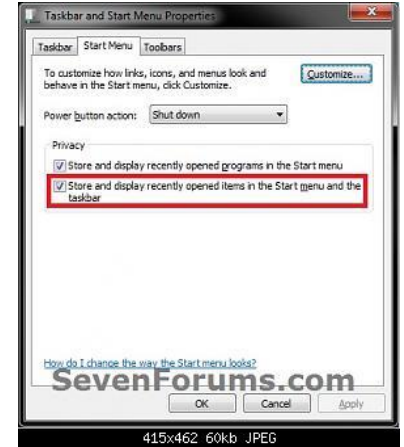 Taskbar and Start Menu Properties
Taskbar
Start Menu
Toolbars
To customize how links, icons, and menus look and
behave in the Start menu, click Customize.
Customize...
Power button action:
Shut down
Privacy
Store and display recently opened programs in the Start menu
Store and display recently opened items in the Start menu and the
taskbar
How do I change the way the Start menu looks?
SevenForums.com
OK
Cancel
Apply
415x462 60kb JPEG